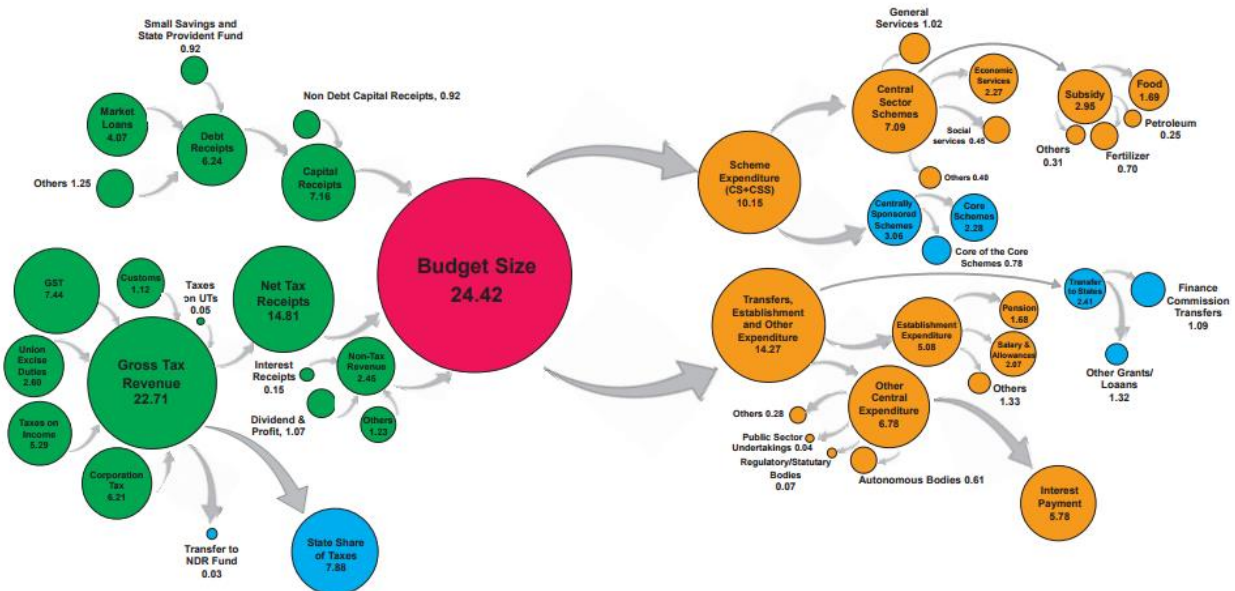 Small Savings and
State Provident Fund
0.92
Market
Loans
4.07
Debt
Receipts
6.24
Others 1.25
Non Debt Capital Receipts, 0.92
Capital
Receipts
7.16
GST
7.44
Customs
1.12
Taxes
on UTs
0.05
Union
Excise
Duties
2.60
Gross Tax
Revenue
22.71
Taxes on
Income
5.29
Corporation
Tax
6.21
Net Tax
Receipts
14.81
Interest
Receipts
0.15
Non-Tax
Revenue
2.45
Dividend &
Profit, 1.07
Others
1.23
Transfer to
NDR Fund
0.03
State Share
of Taxes
7.88
Budget Size
24.42
General
Services 1.02
Central
Sector
Schemes
7.09
Economic
Services
2.27
Social
services 0.45
Others 0.40
Subsidy
2.95
Food
1.69
Petroleum
0.25
Others
0.31
Fertilizer
0.70
Scheme
Expenditure
(CS+CSS)
10.15
Centrally
Sponsored
Schemes
3.06
Core
Schemes
2.28
Core of the Core
Schemes 0.78
Transfers,
Establishment
and Other
Expenditure
14.27
Establishment
Expenditure
5.08
Pension
1.68
Salary &
Allowances
2.07
Others
1.33
Transfer
to States
2.41
Finance
Commission
Transfers
1.09
Other Grants/
Loaans
1.32
Other
Central
Expenditure
6.78
Others 0.28
Public Sector
Undertakings 0.04
Regulatory/Statutary
Bodies
0.07
Autonomous Bodies 0.61
Interest
Payment
5.78